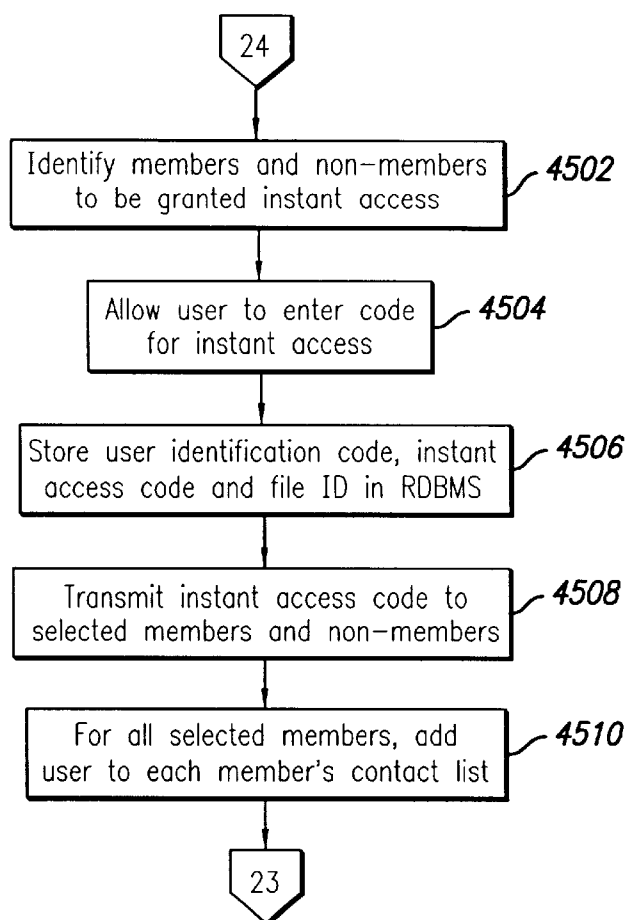 24
Identify members and non-members
to be granted instant access
4502
Allow user to enter code
for instant access
4504
Store user identification code, instant
access code and file ID in RDBMS
4506
Transmit instant access code to
selected members and non-members
4508
For all selected members, add
user to each member's contact list
4510
23